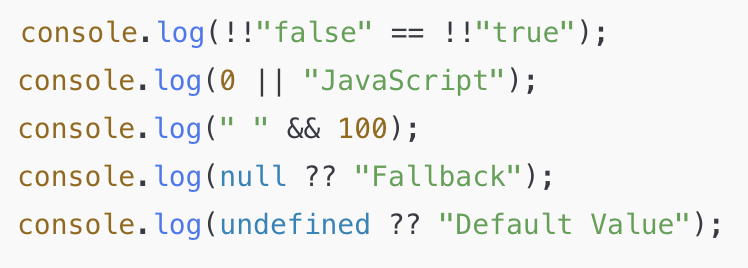 console.log(!!"false" == !!"true");
console.log(0 || "JavaScript");
console.log(" " && 100);
console.log(null ?? "Fallback");
console.log(undefined ?? "Default Value");